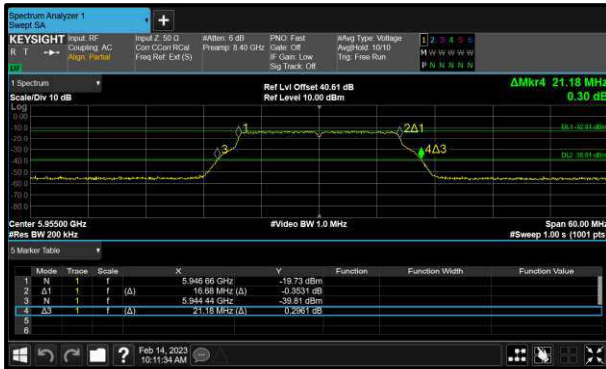 Spectrum Analyzer 1
Swept SA
KEYSIGHT Input: RF Input Z: 50 Ω #Atten: 6 dB PNO: Fast #Avg Type: Voltage 1 2 3 4 5 6
R T Coupling: AC Corr CCorr RCal Preamp: 8.40 GHz Gate: Off Avg|Hold: 10/10 M W W W W W
Align: Partial Freq Ref: Ext (S) IF Gain: Low Trig: Free Run P N N N N N
Sig Track: Off
1 Spectrum Ref Lvl Offset 40.61 dB ΔMkr4 21.18 MHz
Scale/Div 10 dB Ref Level 10.00 dBm 0.30 dB
Log
0.00
-10.0 1 2Δ1
-20.0
-30.0 3 4Δ3
-40.0
-50.0
-60.0
-70.0
-80.0
Center 5.95500 GHz #Video BW 1.0 MHz Span 60.00 MHz
#Res BW 200 kHz #Sweep 1.00 s (1001 pts)
5 Marker Table
Mode Trace Scale X Y Function Function Width Function Value
1 N 1 f 5.946 66 GHz -19.73 dBm
2 Δ1 1 f (Δ) 16.68 MHz (Δ) -0.3531 dB
3 N 1 f 5.944 44 GHz -39.81 dBm
4 Δ3 1 f (Δ) 21.18 MHz (Δ) 0.2961 dB
5
6
? Feb 14, 2023
10:11:34 AM